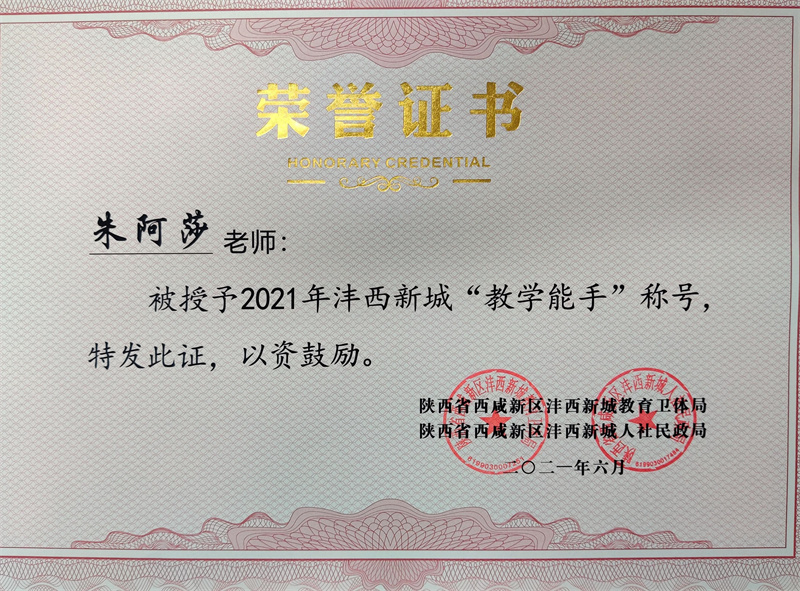 荣誉证书
HONORARY CREDENTIAL
朱阿莎 老师：
被授予2021年沣西新城“教学能手”称号，
特发此证，以资鼓励。
陕西省西咸新区沣西新城教育卫体局
陕西省西咸新区沣西新城人社民政局
二〇二一年六月